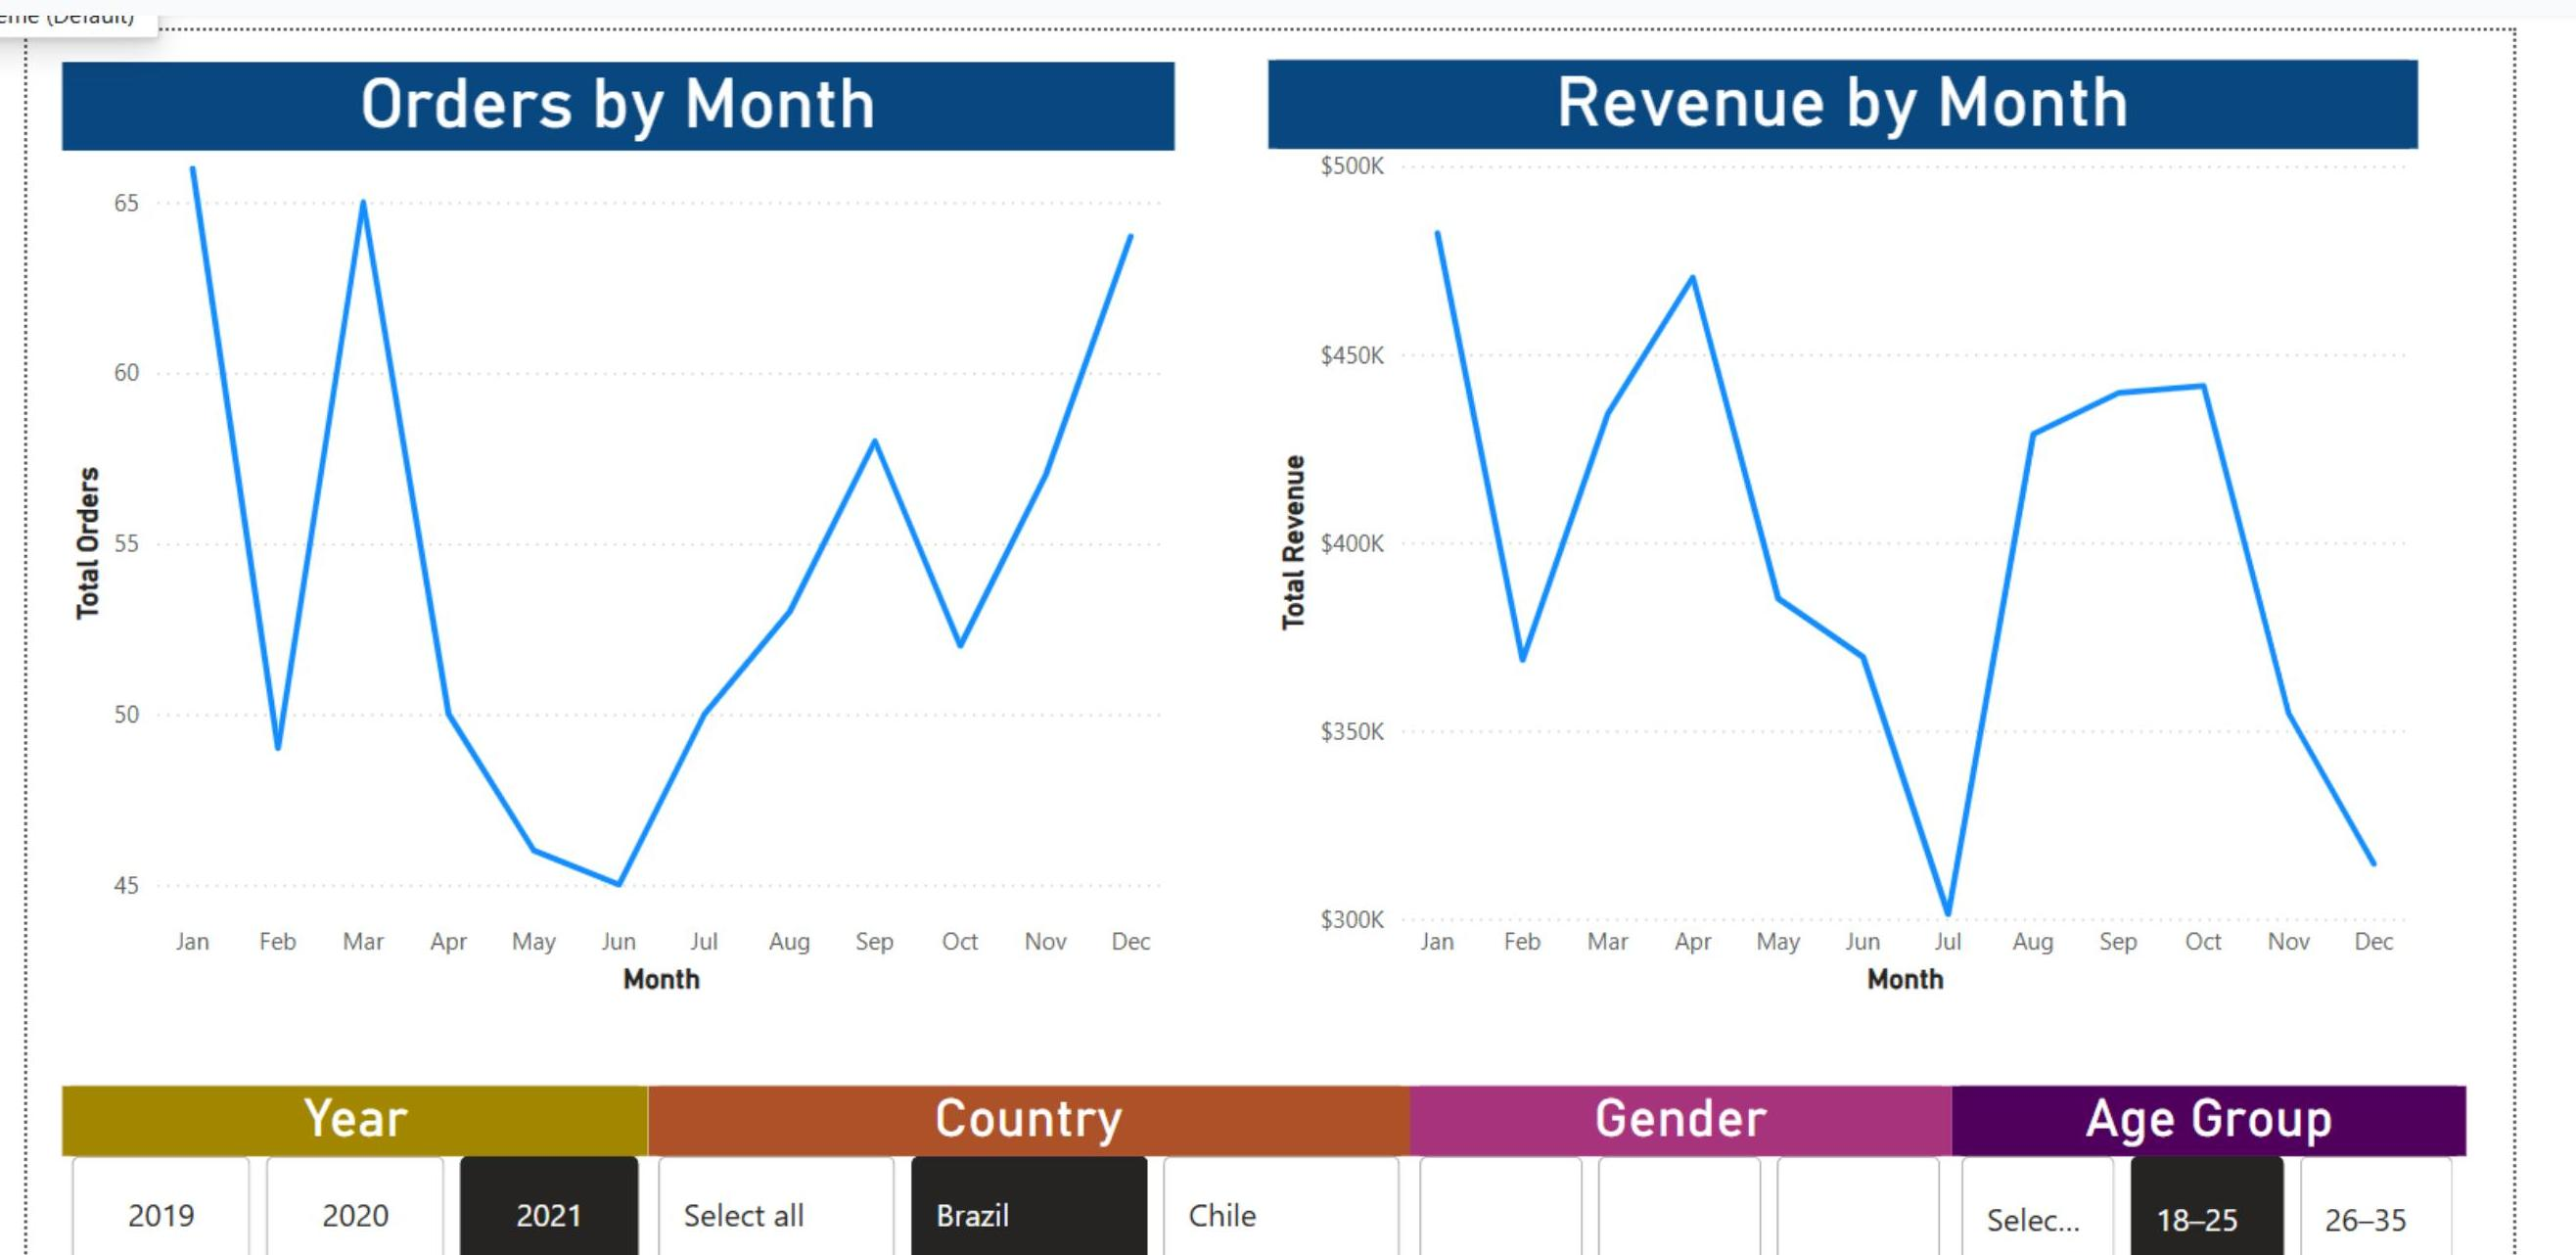 eme (Default)
Orders by Month
65
60
55
50
45
Total Orders
Jan Feb Mar Apr May Jun Jul Aug Sep Oct Nov Dec
Month
Revenue by Month
$500K
$450K
$400K
$350K
$300K
Total Revenue
Jan Feb Mar Apr May Jun Jul Aug Sep Oct Nov Dec
Month
Year
2019 2020 2021
Country
Select all Brazil Chile
Gender
Age Group
Selec... 18–25 26–35